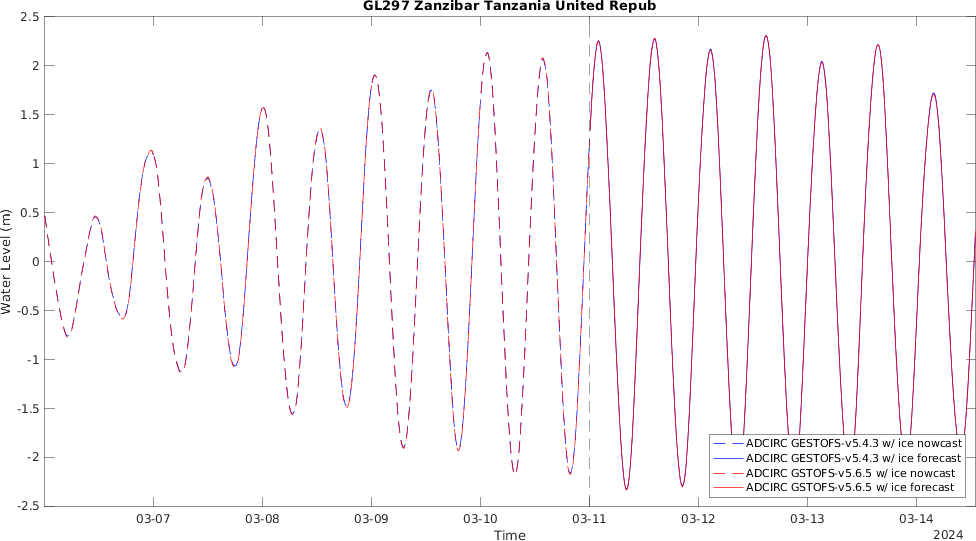 GL297 Zanzibar Tanzania United Repub
2.5
2
1.5
1
0.5
0
-0.5
-1
-1.5
-2
-2.5
Water Level (m)
ADCIRC GESTOFS-v5.4.3 w/ ice nowcast
ADCIRC GESTOFS-v5.4.3 w/ ice forecast
ADCIRC GSTOFS-v5.6.5 w/ ice nowcast
ADCIRC GSTOFS-v5.6.5 w/ ice forecast
03-07 03-08 03-09 03-10 03-11 03-12 03-13 03-14
Time
2024